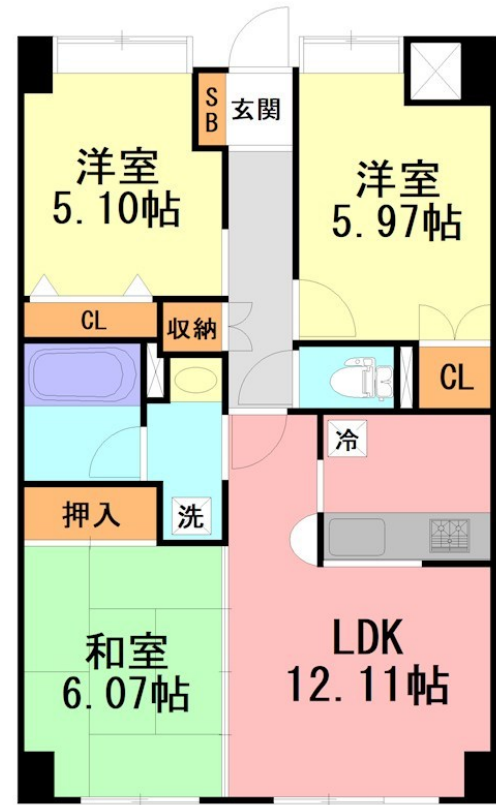 SB
玄関
洋室
5.10帖
洋室
5.97帖
CL
収納
CL
冷
押入
洗
和室
6.07帖
LDK
12.11帖